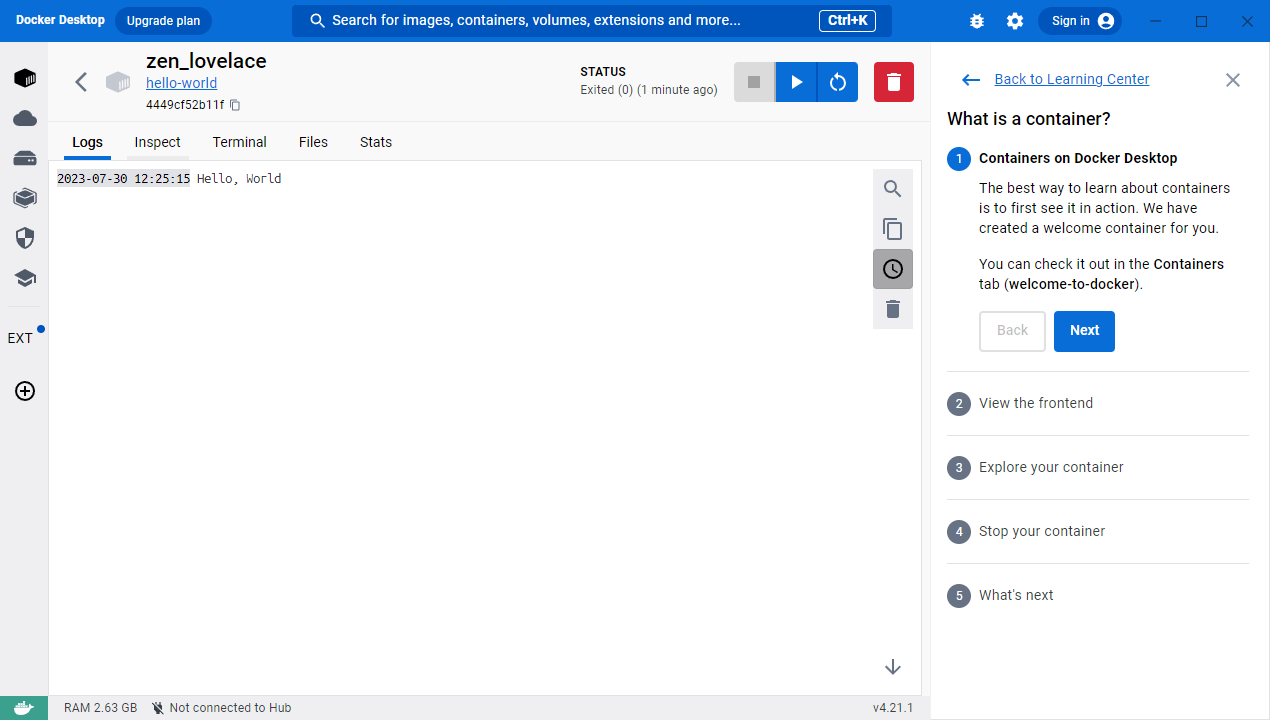 Docker Desktop
Upgrade plan
Search for images, containers, volumes, extensions and more...
Ctrl+K
Sign in
zen_lovelace
hello-world
4449cf52b11f
STATUS
Exited (0) (1 minute ago)
Logs
Inspect
Terminal
Files
Stats
2023-07-30 12:25:15 Hello, World
EXT
Back to Learning Center
What is a container?
1 Containers on Docker Desktop
The best way to learn about containers
is to first see it in action. We have
created a welcome container for you.
You can check it out in the Containers
tab (welcome-to-docker).
Back
Next
2 View the frontend
3 Explore your container
4 Stop your container
5 What's next
RAM 2.63 GB
Not connected to Hub
v4.21.1